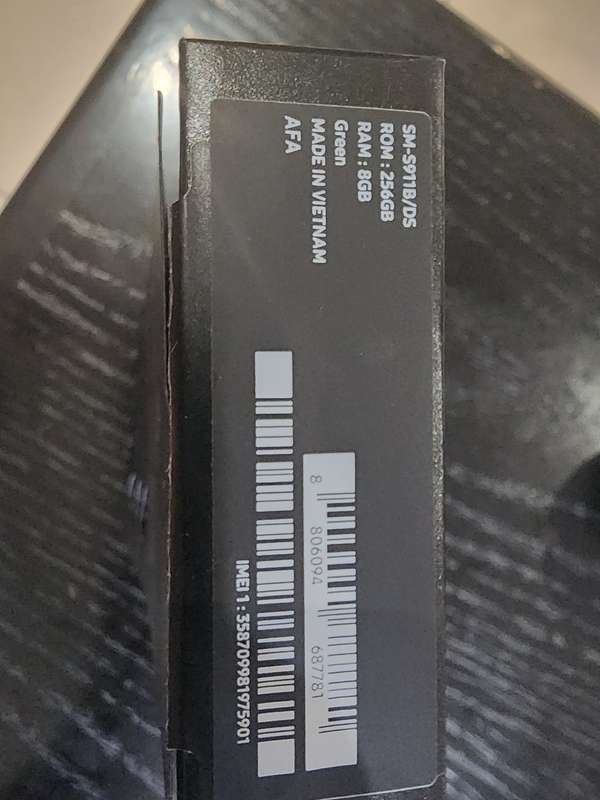 SM-S911B/DS
ROM : 256GB
RAM : 8GB
Green
MADE IN VIETNAM
AFA
8 806094 687781
IMEI 1 : 358709981975901